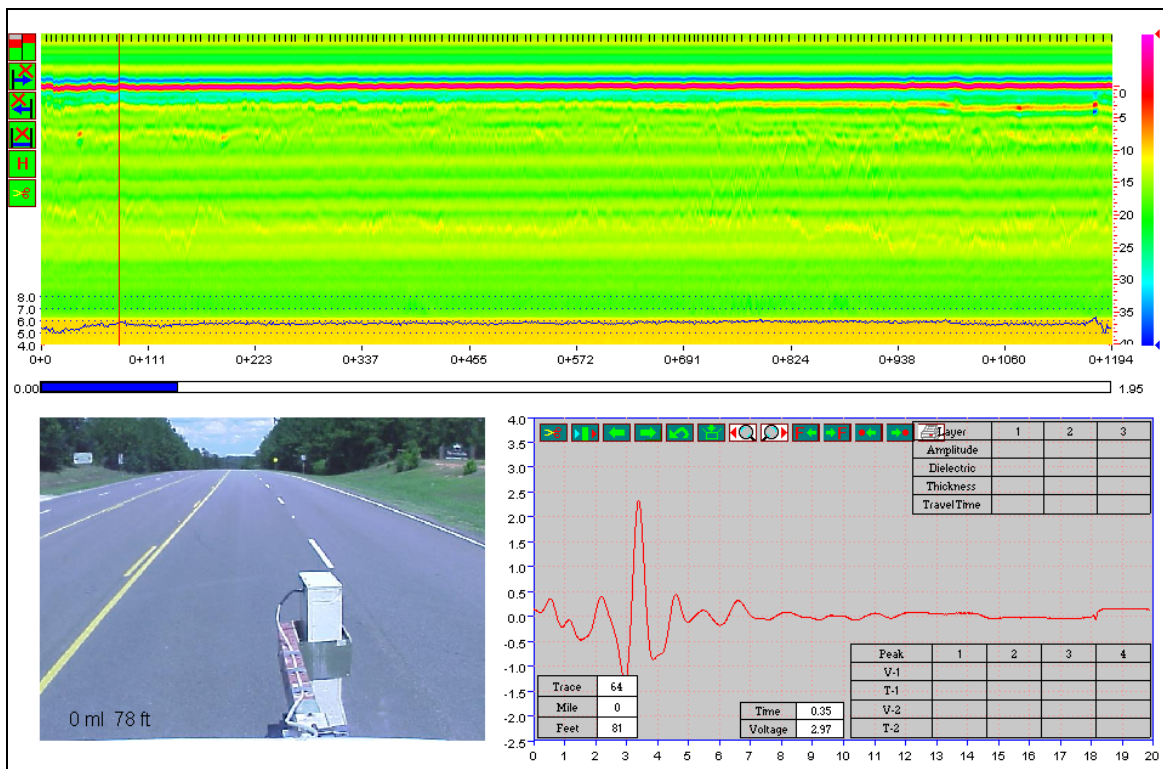 0
-5
-10
-15
-20
-25
-30
-35
-40
8.0
7.0
6.0
5.0
4.0
H
0+0 0+111 0+223 0+337 0+455 0+572 0+691 0+824 0+938 0+1060 0+1194
0.00 1.95
0 ml 78 ft
4.0
3.5
3.0
2.5
2.0
1.5
1.0
0.5
0.0
-0.5
-1.0
-1.5
-2.0
-2.5
F F
Layer 1 2 3
Amplitude
Dielectric
Thickness
Travel Time
Peak 1 2 3 4
V-1
T-1
V-2
T-2
Trace 64
Mile 0
Feet 81
Time 0.35
Voltage 2.97
0 1 2 3 4 5 6 7 8 9 10 11 12 13 14 15 16 17 18 19 20